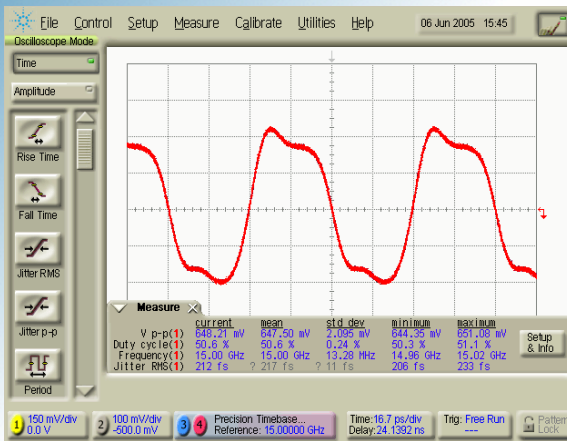 File Control Setup Measure Calibrate Utilities Help 06 Jun 2005 15:45
Oscilloscope Mode
Time
Amplitude
Rise Time
Fall Time
Jitter RMS
Jitter p-p
Period
Measure
current mean std dev minimum maximum
V p-p(1) 648.21 mV 647.50 mV 2.095 mV 644.35 mV 651.08 mV
Duty cycle(1) 50.6 % 50.6 % 0.24 % 50.3 % 51.1 %
Frequency(1) 15.00 GHz 15.00 GHz 13.28 MHz 14.96 GHz 15.02 GHz
Jitter RMS(1) 212 fs ? 217 fs ? 11 fs 206 fs 233 fs
Setup
& Info
1 150 mV/div
0.0 V
2 100 mV/div
-500.0 mV
3 4 Precision Timebase...
Reference: 15.00000 GHz
Time:16.7 ps/div
Delay:24.1392 ns
Trig: Free Run
---
Pattern
Lock